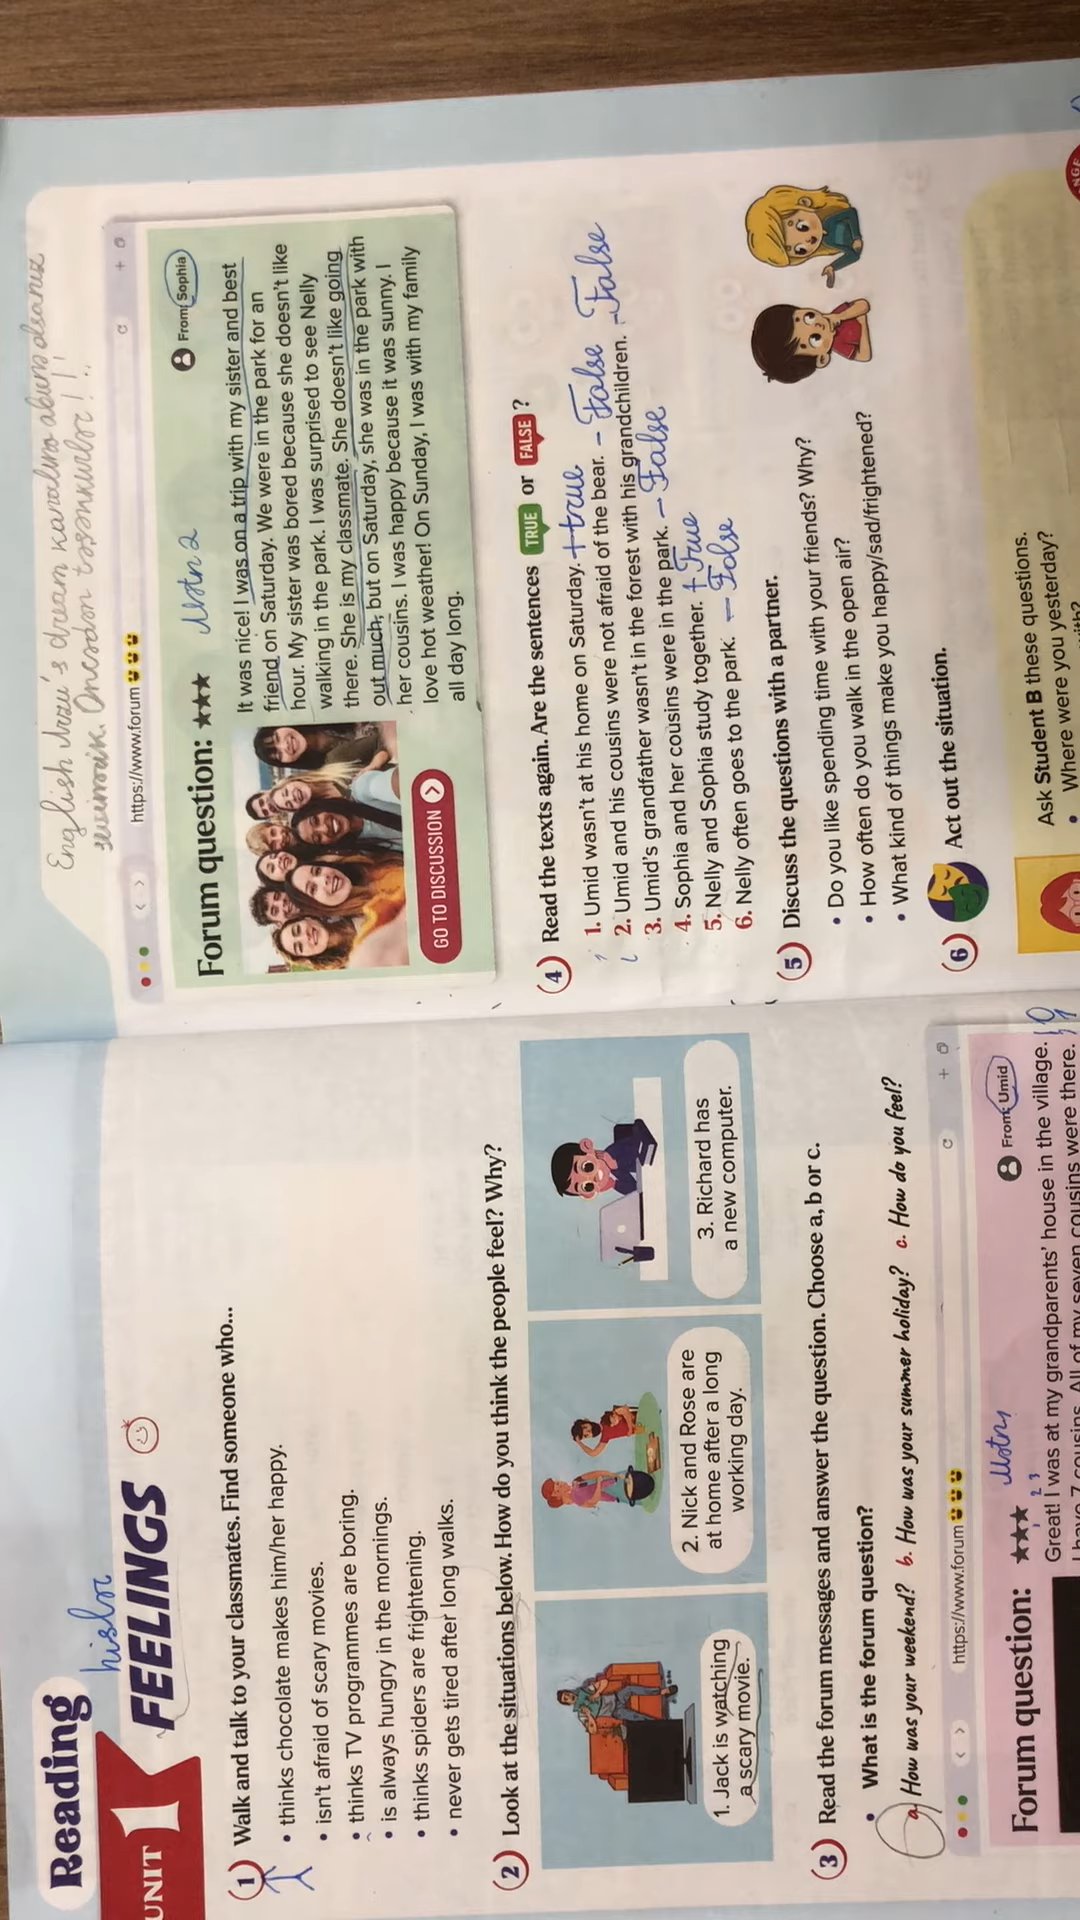 Reading
UNIT 1
hislar
FEELINGS
1 Walk and talk to your classmates. Find someone who...
• thinks chocolate makes him/her happy.
• isn't afraid of scary movies.
• thinks TV programmes are boring.
• is always hungry in the mornings.
• thinks spiders are frightening.
• never gets tired after long walks.
2 Look at the situations below. How do you think the people feel? Why?
1. Jack is watching
a scary movie.
2. Nick and Rose are
at home after a long
working day.
3. Richard has
a new computer.
3 Read the forum messages and answer the question. Choose a, b or c.
• What is the forum question?
a. How was your weekend? b. How was your summer holiday? c. How do you feel?
https://www.forum
Forum question: ★★★ Matn 1
From: Umid
Great! I was at my grandparents' house in the village.
I have 7 cousins. All of my seven cousins were there.
English dream
https://www.forum
Forum question: ★★★ Matn 2
From: Sophia
It was nice! I was on a trip with my sister and best
friend on Saturday. We were in the park for an
hour. My sister was bored because she doesn't like
walking in the park. I was surprised to see Nelly
there. She is my classmate. She doesn't like going
out much, but on Saturday, she was in the park with
her cousins. I was happy because it was sunny. I
love hot weather! On Sunday, I was with my family
all day long.
GO TO DISCUSSION
4 Read the texts again. Are the sentences TRUE or FALSE?
1. Umid wasn't at his home on Saturday. + true
2. Umid and his cousins were not afraid of the bear. – False
3. Umid's grandfather wasn't in the forest with his grandchildren. – False
4. Sophia and her cousins were in the park. – False
5. Nelly and Sophia study together. + True
6. Nelly often goes to the park. – False
5 Discuss the questions with a partner.
• Do you like spending time with your friends? Why?
• How often do you walk in the open air?
• What kind of things make you happy/sad/frightened?
6 Act out the situation.
Ask Student B these questions.
• Where were you yesterday?